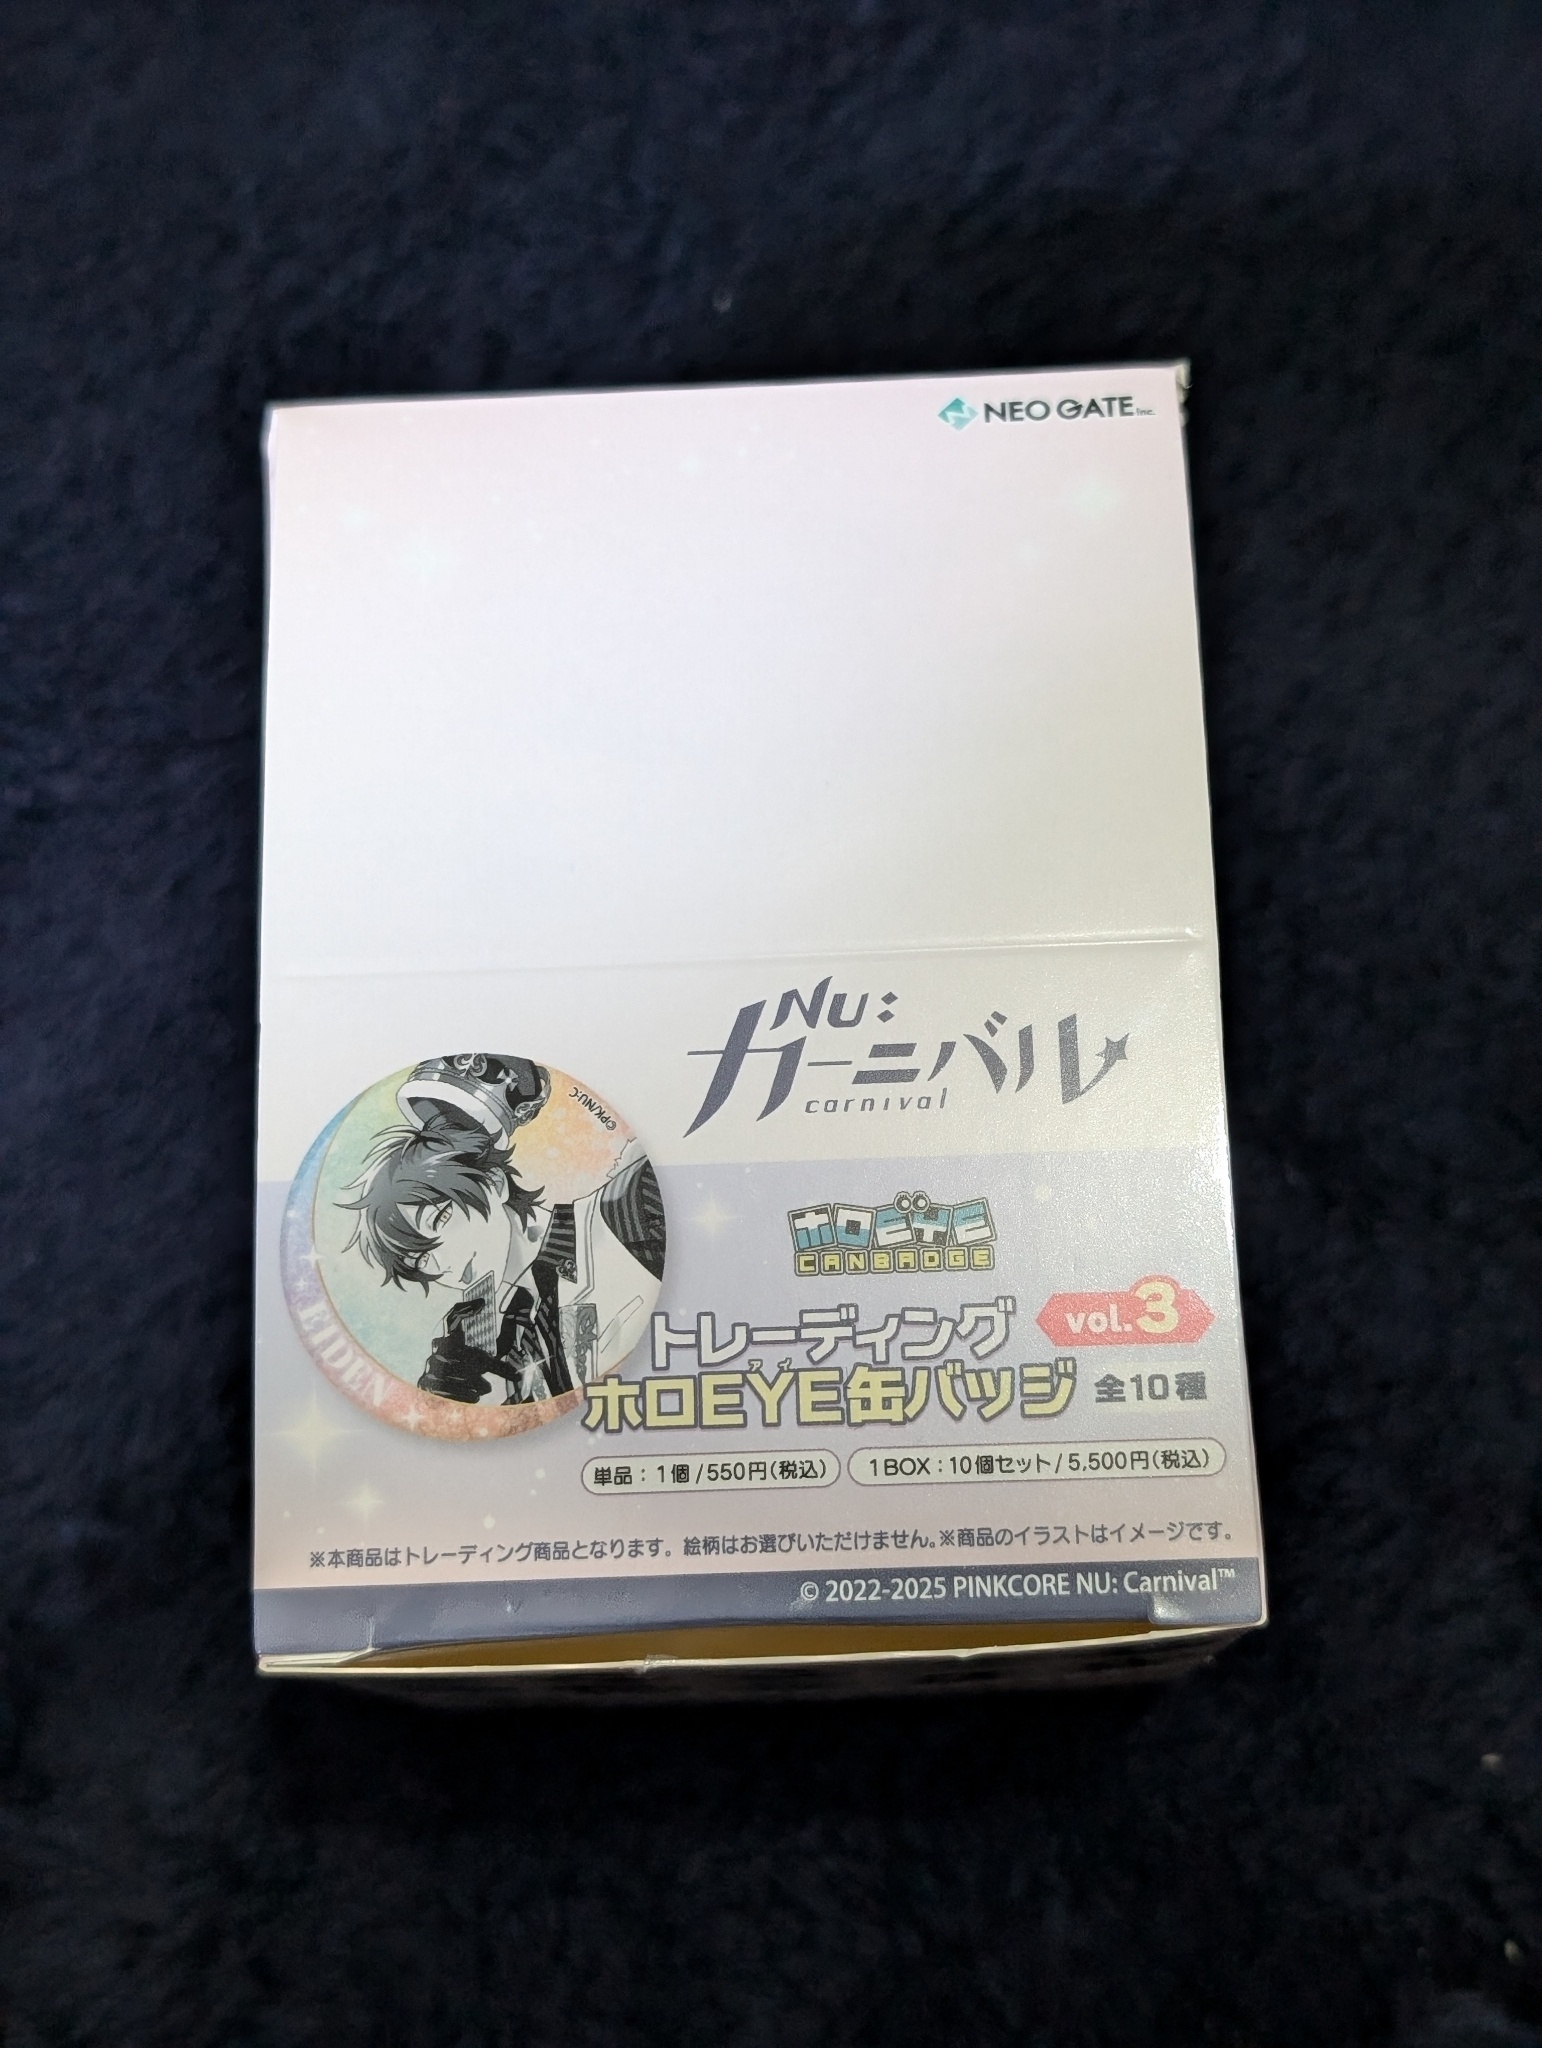 NEO GATE Inc.
NU:
カーニバル
carnival
©PK/NU:C
EIDEN
ホロEYE
CANBADGE
トレーディング
vol.3
アイ
ホロEYE缶バッジ
全10種
単品：1個/550円(税込)
1BOX：10個セット/5,500円(税込)
※本商品はトレーディング商品となります。絵柄はお選びいただけません。※商品のイラストはイメージです。
© 2022-2025 PINKCORE NU: Carnival™